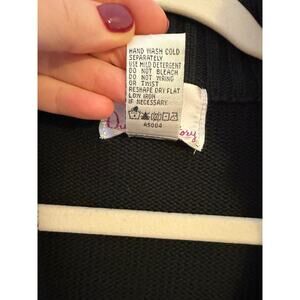 HAND WASH COLD
SEPARATELY
USE MILD DETERGENT
DO NOT BLEACH
DO NOT WRING
OR TWIST
RESHAPE DRY FLAT
LOW IRON
IF NECESSARY
A5004